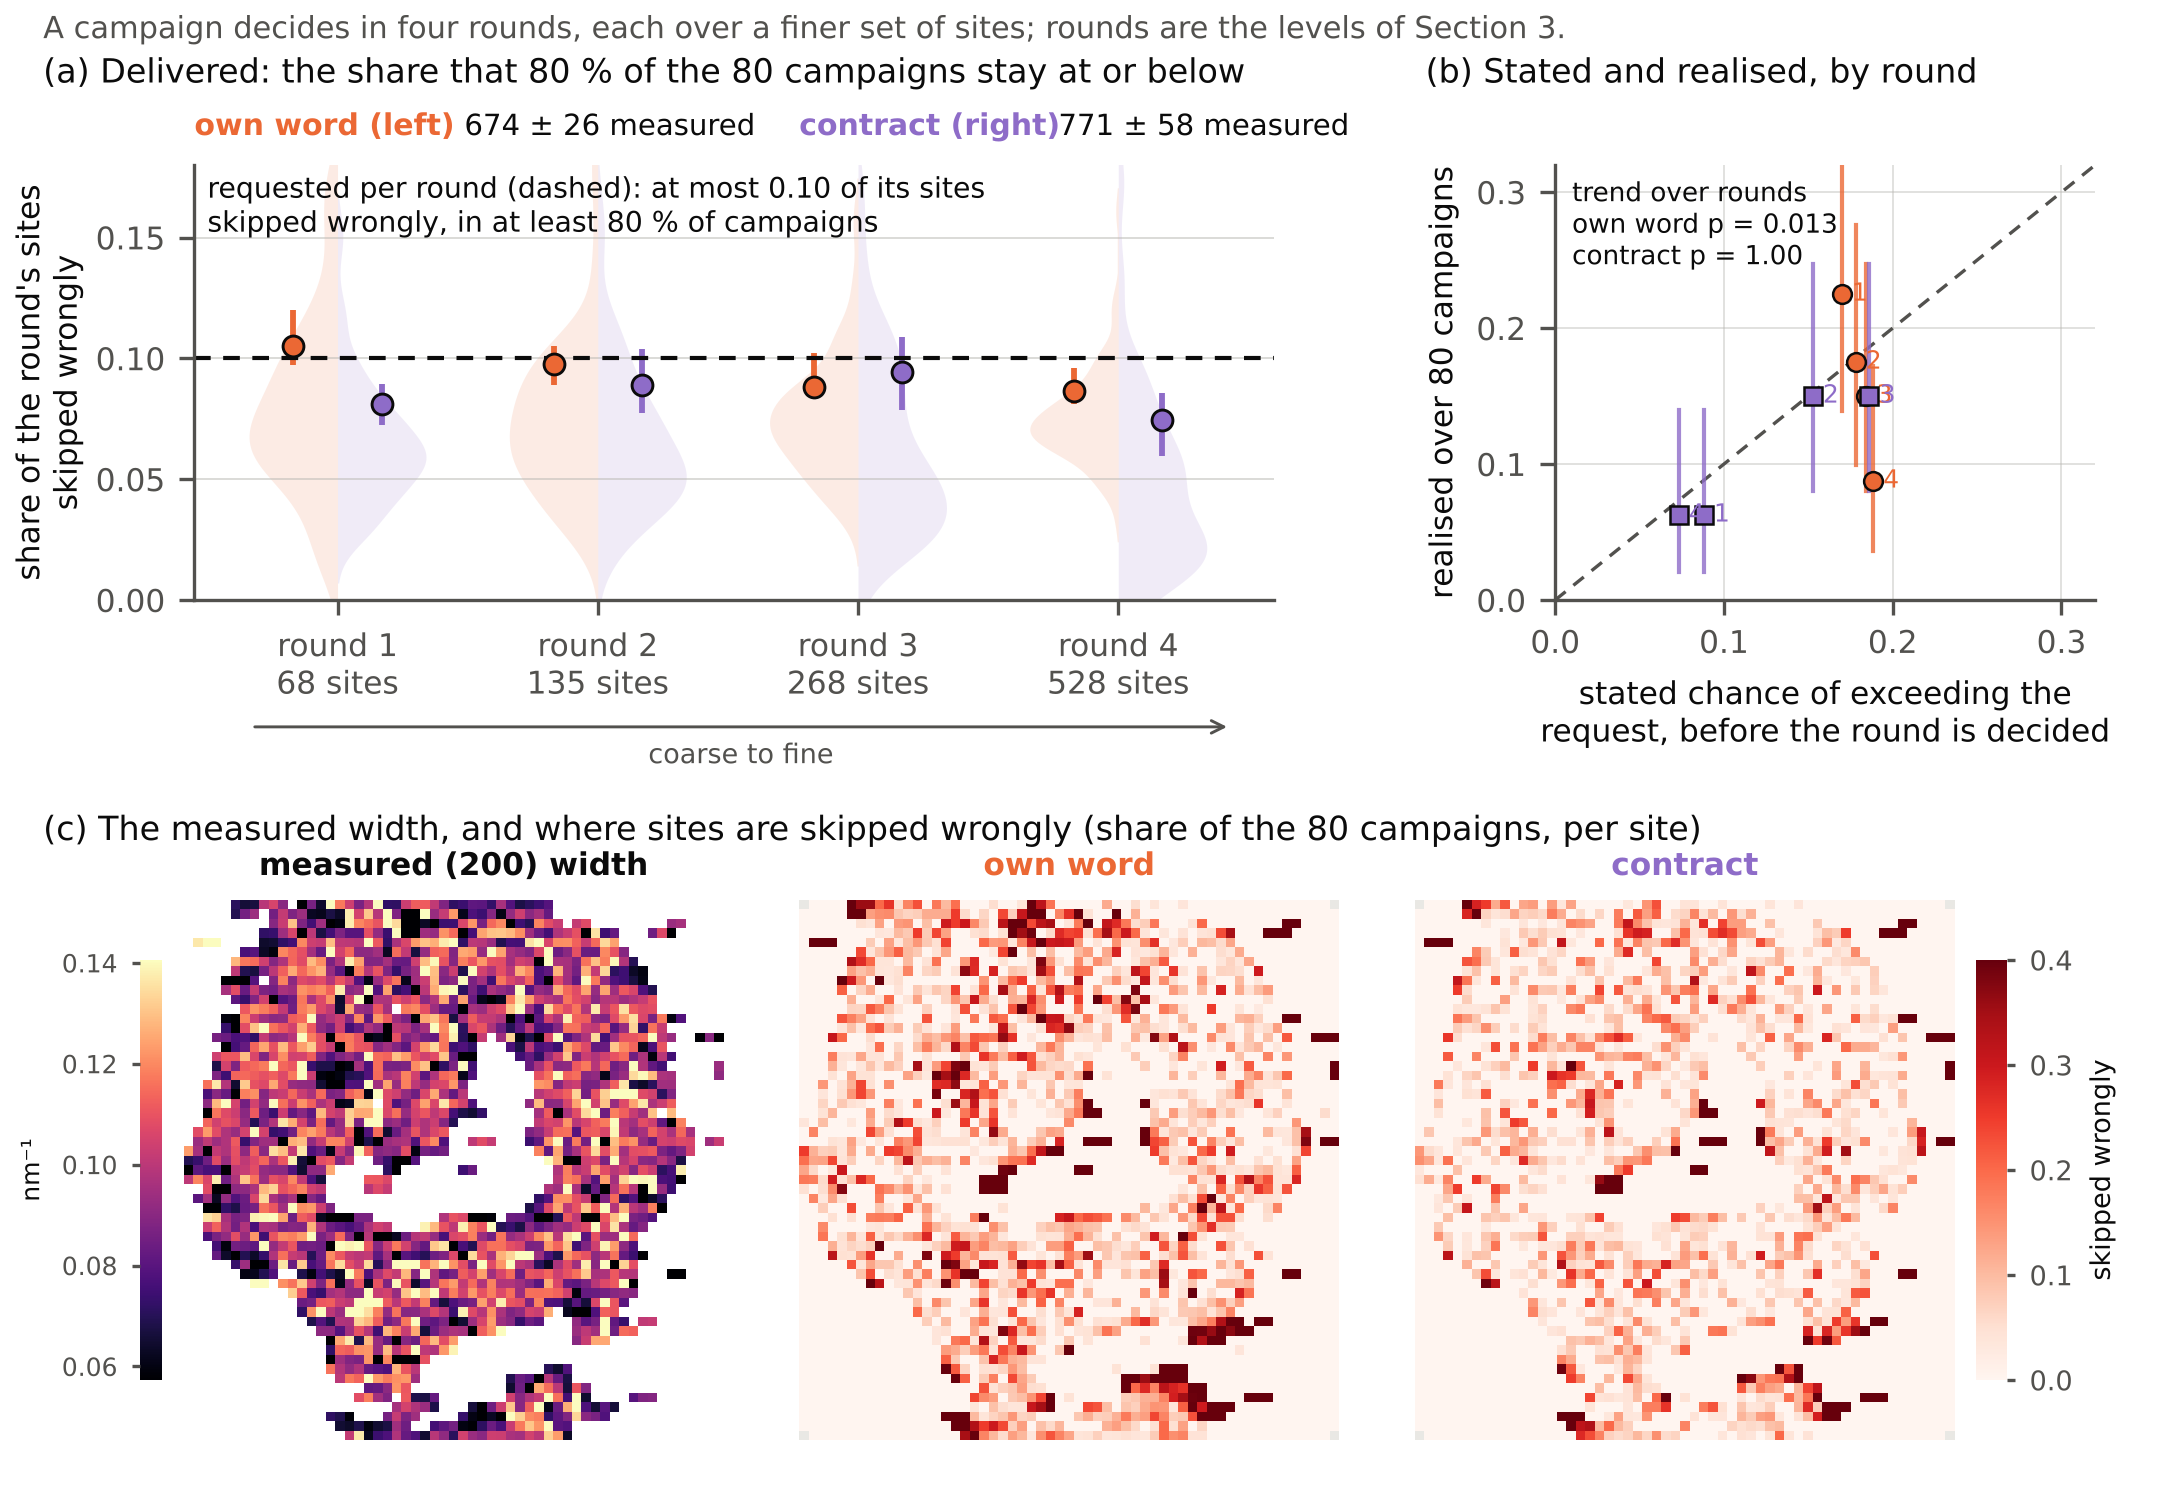 A campaign decides in four rounds, each over a finer set of sites; rounds are the levels of Section 3.
(a) Delivered: the share that 80 % of the 80 campaigns stay at or below
own word (left) 674 ± 26 measured contract (right)771 ± 58 measured
share of the round's sites
skipped wrongly
requested per round (dashed): at most 0.10 of its sites
skipped wrongly, in at least 80 % of campaigns
0.15
0.10
0.05
0.00
round 1
68 sites
round 2
135 sites
round 3
268 sites
round 4
528 sites
coarse to fine
(b) Stated and realised, by round
realised over 80 campaigns
trend over rounds
own word p = 0.013
contract p = 1.00
0.3
0.2
0.1
0.0
1
2
3
4
2
3
4
1
0.0 0.1 0.2 0.3
stated chance of exceeding the
request, before the round is decided
(c) The measured width, and where sites are skipped wrongly (share of the 80 campaigns, per site)
measured (200) width
own word
contract
nm⁻¹
0.14
0.12
0.10
0.08
0.06
0.4
0.3
0.2
0.1
0.0
skipped wrongly